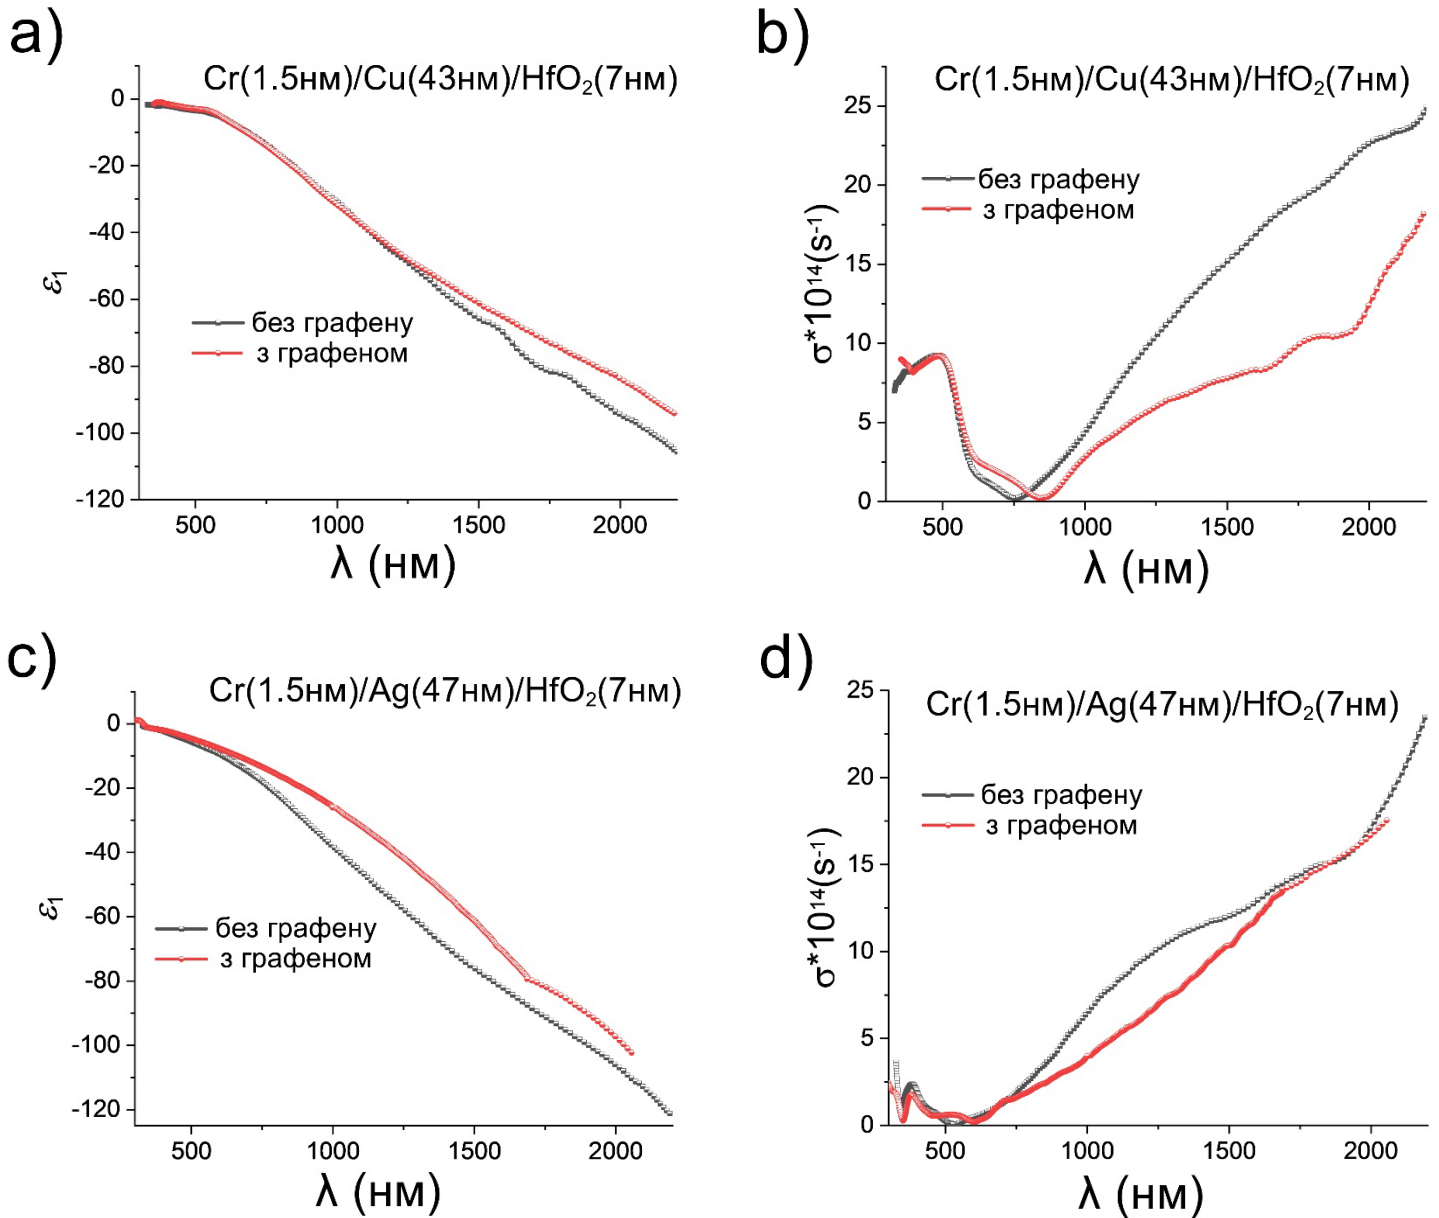 a)
Cr(1.5нм)/Cu(43нм)/HfO₂(7нм)
0
-20
-40
-60
-80
-100
-120
ε₁
без графену
з графеном
500 1000 1500 2000
λ (нм)
b)
Cr(1.5нм)/Cu(43нм)/HfO₂(7нм)
25
20
15
10
5
0
σ*10¹⁴(s⁻¹)
без графену
з графеном
500 1000 1500 2000
λ (нм)
c)
Cr(1.5нм)/Ag(47нм)/HfO₂(7нм)
0
-20
-40
-60
-80
-100
-120
ε₁
без графену
з графеном
500 1000 1500 2000
λ (нм)
d)
Cr(1.5нм)/Ag(47нм)/HfO₂(7нм)
25
20
15
10
5
0
σ*10¹⁴(s⁻¹)
без графену
з графеном
500 1000 1500 2000
λ (нм)